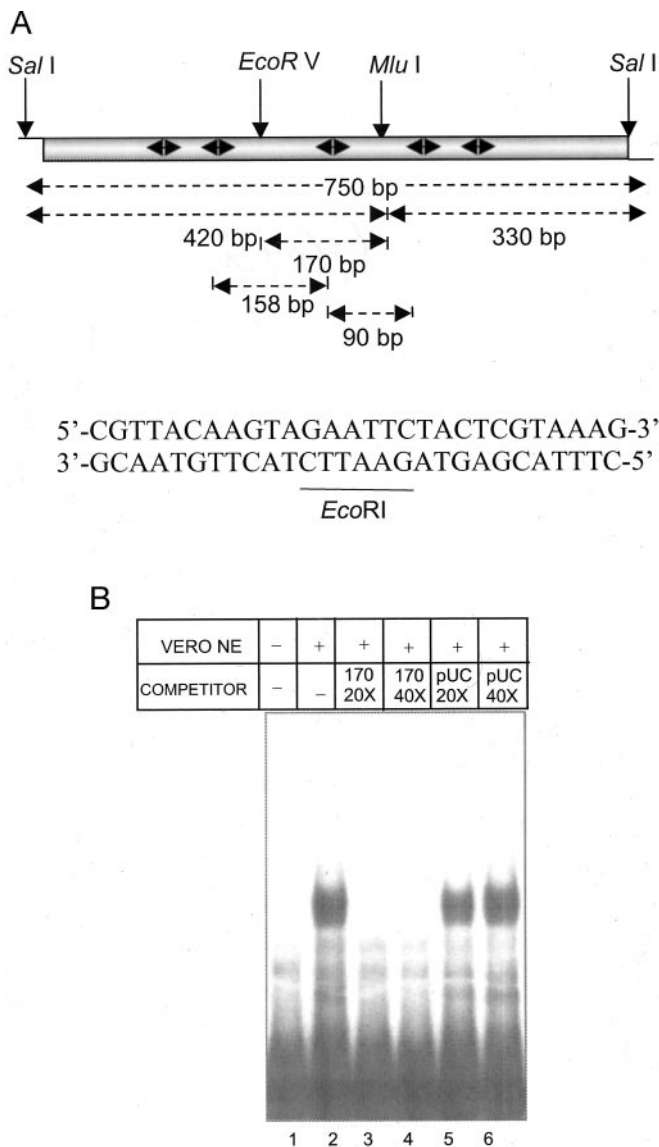 A
Sal I EcoR V Mlu I Sal I
750 bp
420 bp 330 bp
170 bp
158 bp
90 bp
5’-CGTTACAAGTAGAATTCTACTCGTAAAG-3’
3’-GCAATGTTCATCTTAAGATGAGCATTTC-5’
EcoRI
B
VERO NE – + + + + +
COMPETITOR – – 170 20X 170 40X pUC 20X pUC 40X
1 2 3 4 5 6